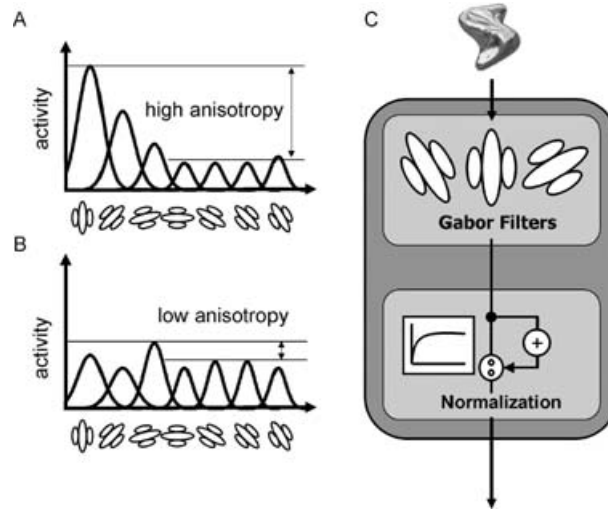 A
activity
high anisotropy
B
activity
low anisotropy
C
Gabor Filters
+
Normalization